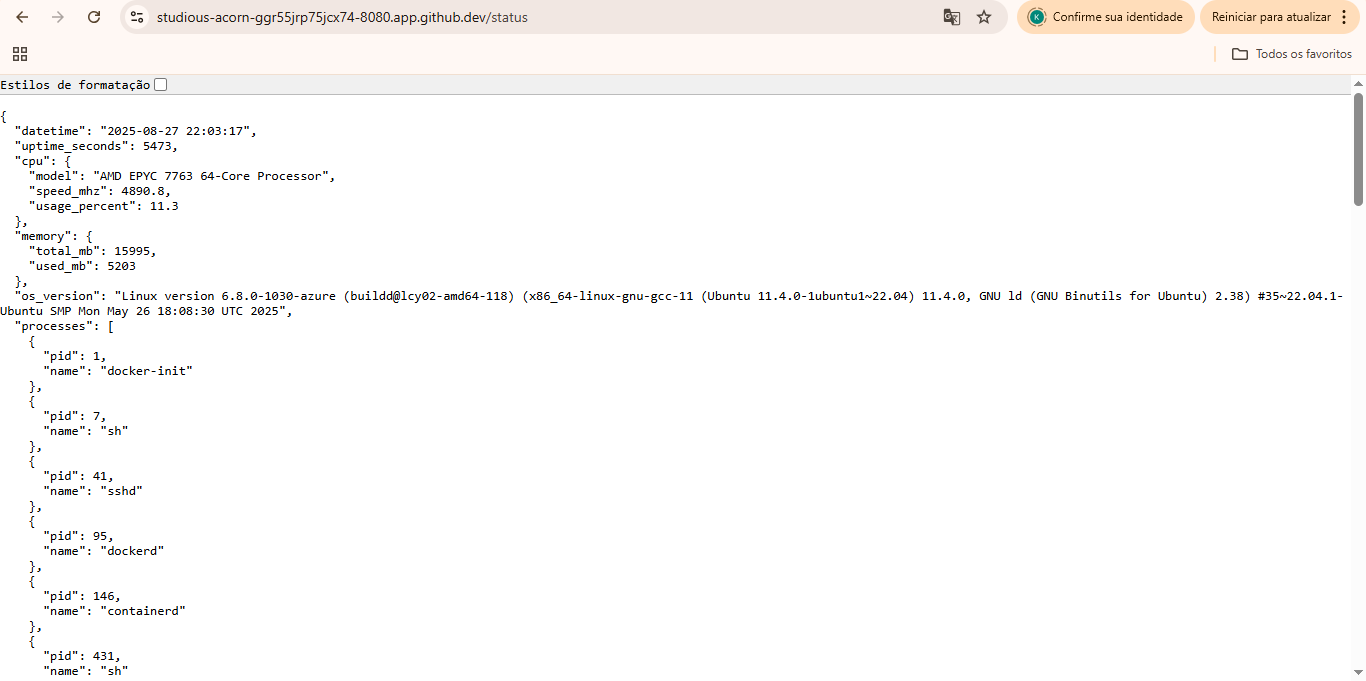 studious-acorn-ggr55jrp75jcx74-8080.app.github.dev/status
K Confirme sua identidade
Reiniciar para atualizar
Todos os favoritos
Estilos de formatação
{
  "datetime": "2025-08-27 22:03:17",
  "uptime_seconds": 5473,
  "cpu": {
    "model": "AMD EPYC 7763 64-Core Processor",
    "speed_mhz": 4890.8,
    "usage_percent": 11.3
  },
  "memory": {
    "total_mb": 15995,
    "used_mb": 5203
  },
  "os_version": "Linux version 6.8.0-1030-azure (buildd@lcy02-amd64-118) (x86_64-linux-gnu-gcc-11 (Ubuntu 11.4.0-1ubuntu1~22.04) 11.4.0, GNU ld (GNU Binutils for Ubuntu) 2.38) #35~22.04.1-
Ubuntu SMP Mon May 26 18:08:30 UTC 2025",
  "processes": [
    {
      "pid": 1,
      "name": "docker-init"
    },
    {
      "pid": 7,
      "name": "sh"
    },
    {
      "pid": 41,
      "name": "sshd"
    },
    {
      "pid": 95,
      "name": "dockerd"
    },
    {
      "pid": 146,
      "name": "containerd"
    },
    {
      "pid": 431,
      "name": "sh"